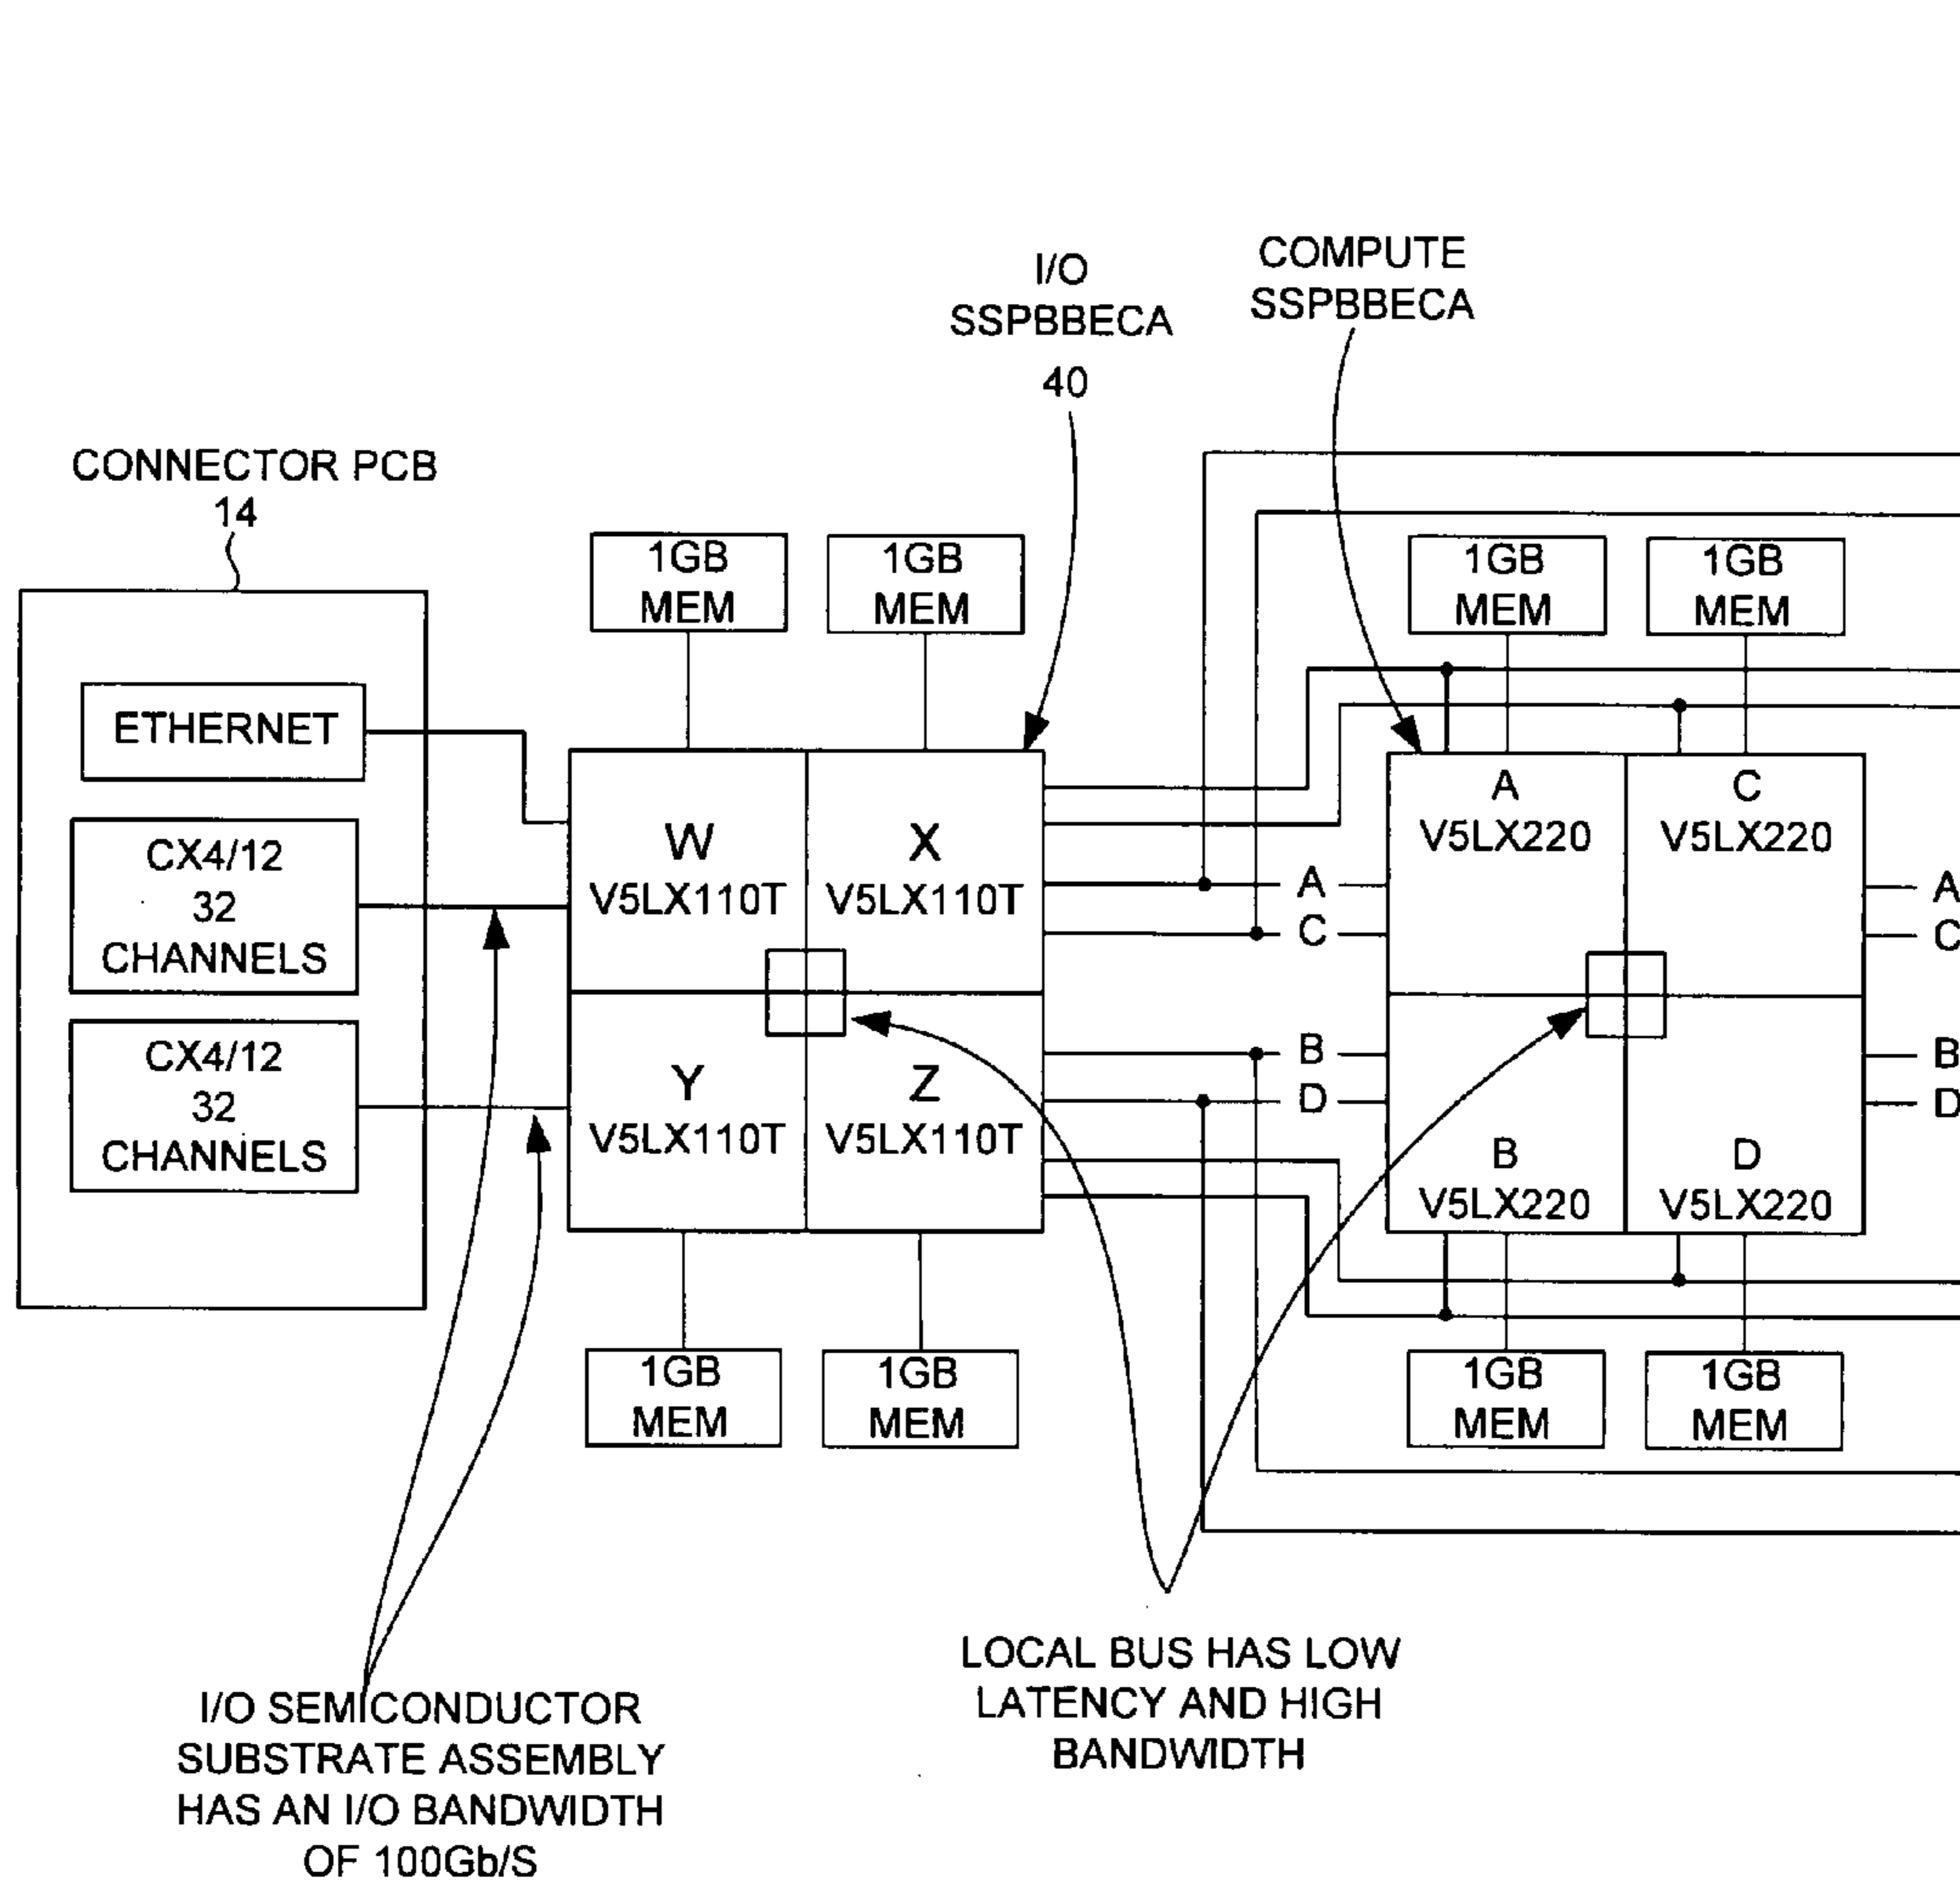 I/O
SSPBBECA
40
COMPUTE
SSPBBECA
CONNECTOR PCB
14
ETHERNET
CX4/12
32
CHANNELS
CX4/12
32
CHANNELS
1GB
MEM
1GB
MEM
W
V5LX110T
X
V5LX110T
Y
V5LX110T
Z
V5LX110T
1GB
MEM
1GB
MEM
A
C
B
D
1GB
MEM
1GB
MEM
A
V5LX220
C
V5LX220
B
V5LX220
D
V5LX220
1GB
MEM
1GB
MEM
A
C
B
D
I/O SEMICONDUCTOR
SUBSTRATE ASSEMBLY
HAS AN I/O BANDWIDTH
OF 100Gb/S
LOCAL BUS HAS LOW
LATENCY AND HIGH
BANDWIDTH